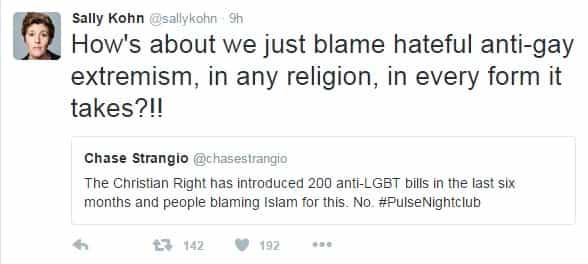 Sally Kohn @sallykohn · 9h
How's about we just blame hateful anti-gay
extremism, in any religion, in every form it
takes?!!
Chase Strangio @chasestrangio
The Christian Right has introduced 200 anti-LGBT bills in the last six
months and people blaming Islam for this. No. #PulseNightclub
142 192